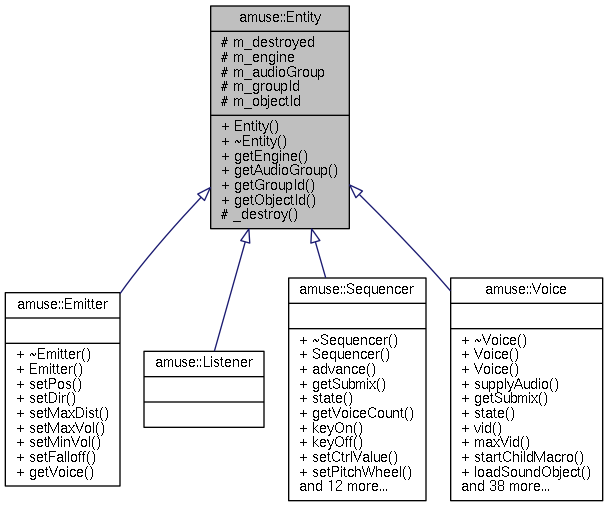 amuse::Entity
# m_destroyed
# m_engine
# m_audioGroup
# m_groupId
# m_objectId
+ Entity()
+ ~Entity()
+ getEngine()
+ getAudioGroup()
+ getGroupId()
+ getObjectId()
# _destroy()
amuse::Emitter
+ ~Emitter()
+ Emitter()
+ setPos()
+ setDir()
+ setMaxDist()
+ setMaxVol()
+ setMinVol()
+ setFalloff()
+ getVoice()
amuse::Listener
amuse::Sequencer
+ ~Sequencer()
+ Sequencer()
+ advance()
+ getSubmix()
+ state()
+ getVoiceCount()
+ keyOn()
+ keyOff()
+ setCtrlValue()
+ setPitchWheel()
and 12 more...
amuse::Voice
+ ~Voice()
+ Voice()
+ Voice()
+ supplyAudio()
+ getSubmix()
+ state()
+ vid()
+ maxVid()
+ startChildMacro()
+ loadSoundObject()
and 38 more...